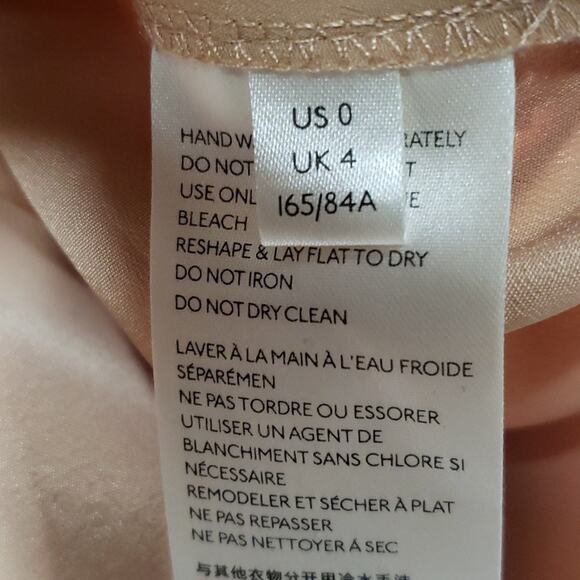 US 0
UK 4
165/84A
HAND
DO NOT
USE ONL
BLEACH
RESHAPE & LAY FLAT TO DRY
DO NOT IRON
DO NOT DRY CLEAN
LAVER À LA MAIN À L'EAU FROIDE
SÉPARÉMEN
NE PAS TORDRE OU ESSORER
UTILISER UN AGENT DE
BLANCHIMENT SANS CHLORE SI
NÉCESSAIRE
REMODELER ET SÉCHER À PLAT
NE PAS REPASSER
NE PAS NETTOYER À SEC
与其他衣物分开用冷水手洗